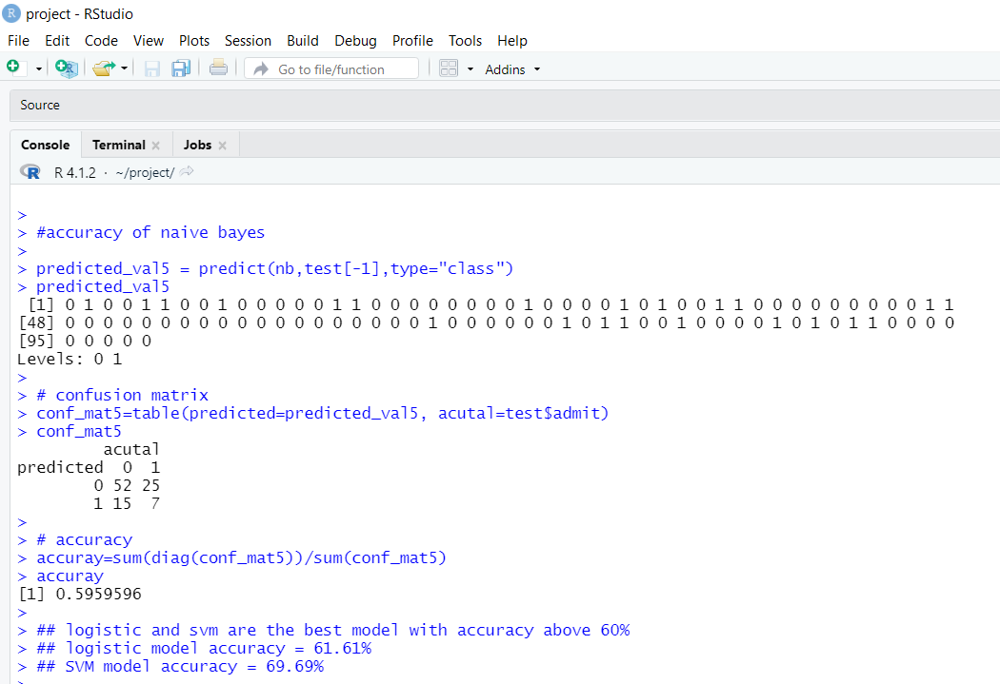 project - RStudio
File Edit Code View Plots Session Build Debug Profile Tools Help
Go to file/function Addins
Source
Console Terminal Jobs
R 4.1.2 · ~/project/
>
> #accuracy of naive bayes
>
> predicted_val5 = predict(nb,test[-1],type="class")
> predicted_val5
[1] 0 1 0 0 1 1 0 0 1 0 0 0 0 0 1 1 0 0 0 0 0 0 0 0 1 0 0 0 0 1 0 1 0 0 1 1 0 0 0 0 0 0 0 0 0 1 1
[48] 0 0 0 0 0 0 0 0 0 0 0 0 0 0 0 0 0 0 0 1 0 0 0 0 0 0 1 0 1 1 0 0 1 0 0 0 0 1 0 1 0 1 1 0 0 0 0
[95] 0 0 0 0 0
Levels: 0 1
>
> # confusion matrix
> conf_mat5=table(predicted=predicted_val5, acutal=test$admit)
> conf_mat5
acutal
predicted 0 1
0 52 25
1 15 7
>
> # accuracy
> accuray=sum(diag(conf_mat5))/sum(conf_mat5)
> accuray
[1] 0.5959596
>
> ## logistic and svm are the best model with accuracy above 60%
> ## logistic model accuracy = 61.61%
> ## SVM model accuracy = 69.69%
>